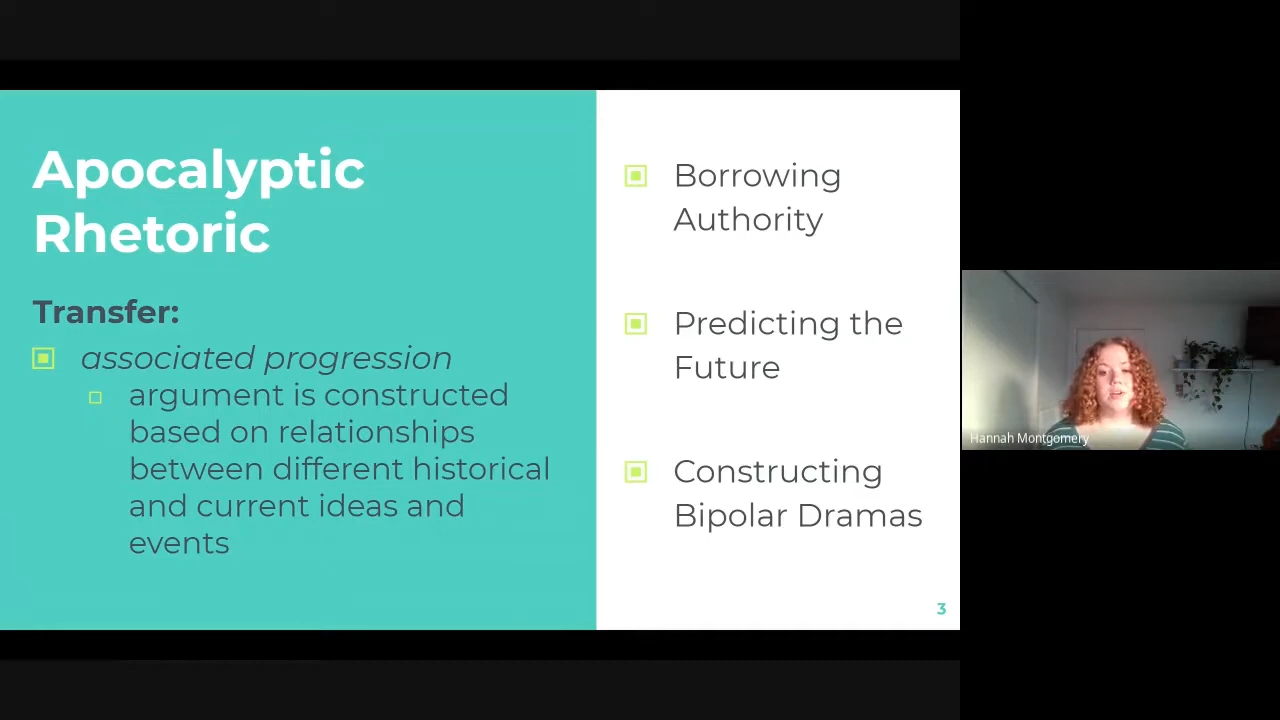 Apocalyptic
Rhetoric
Transfer:
associated progression
argument is constructed
based on relationships
between different historical
and current ideas and
events
Borrowing
Authority
Predicting the
Future
Constructing
Bipolar Dramas
3
Hannah Montgomery